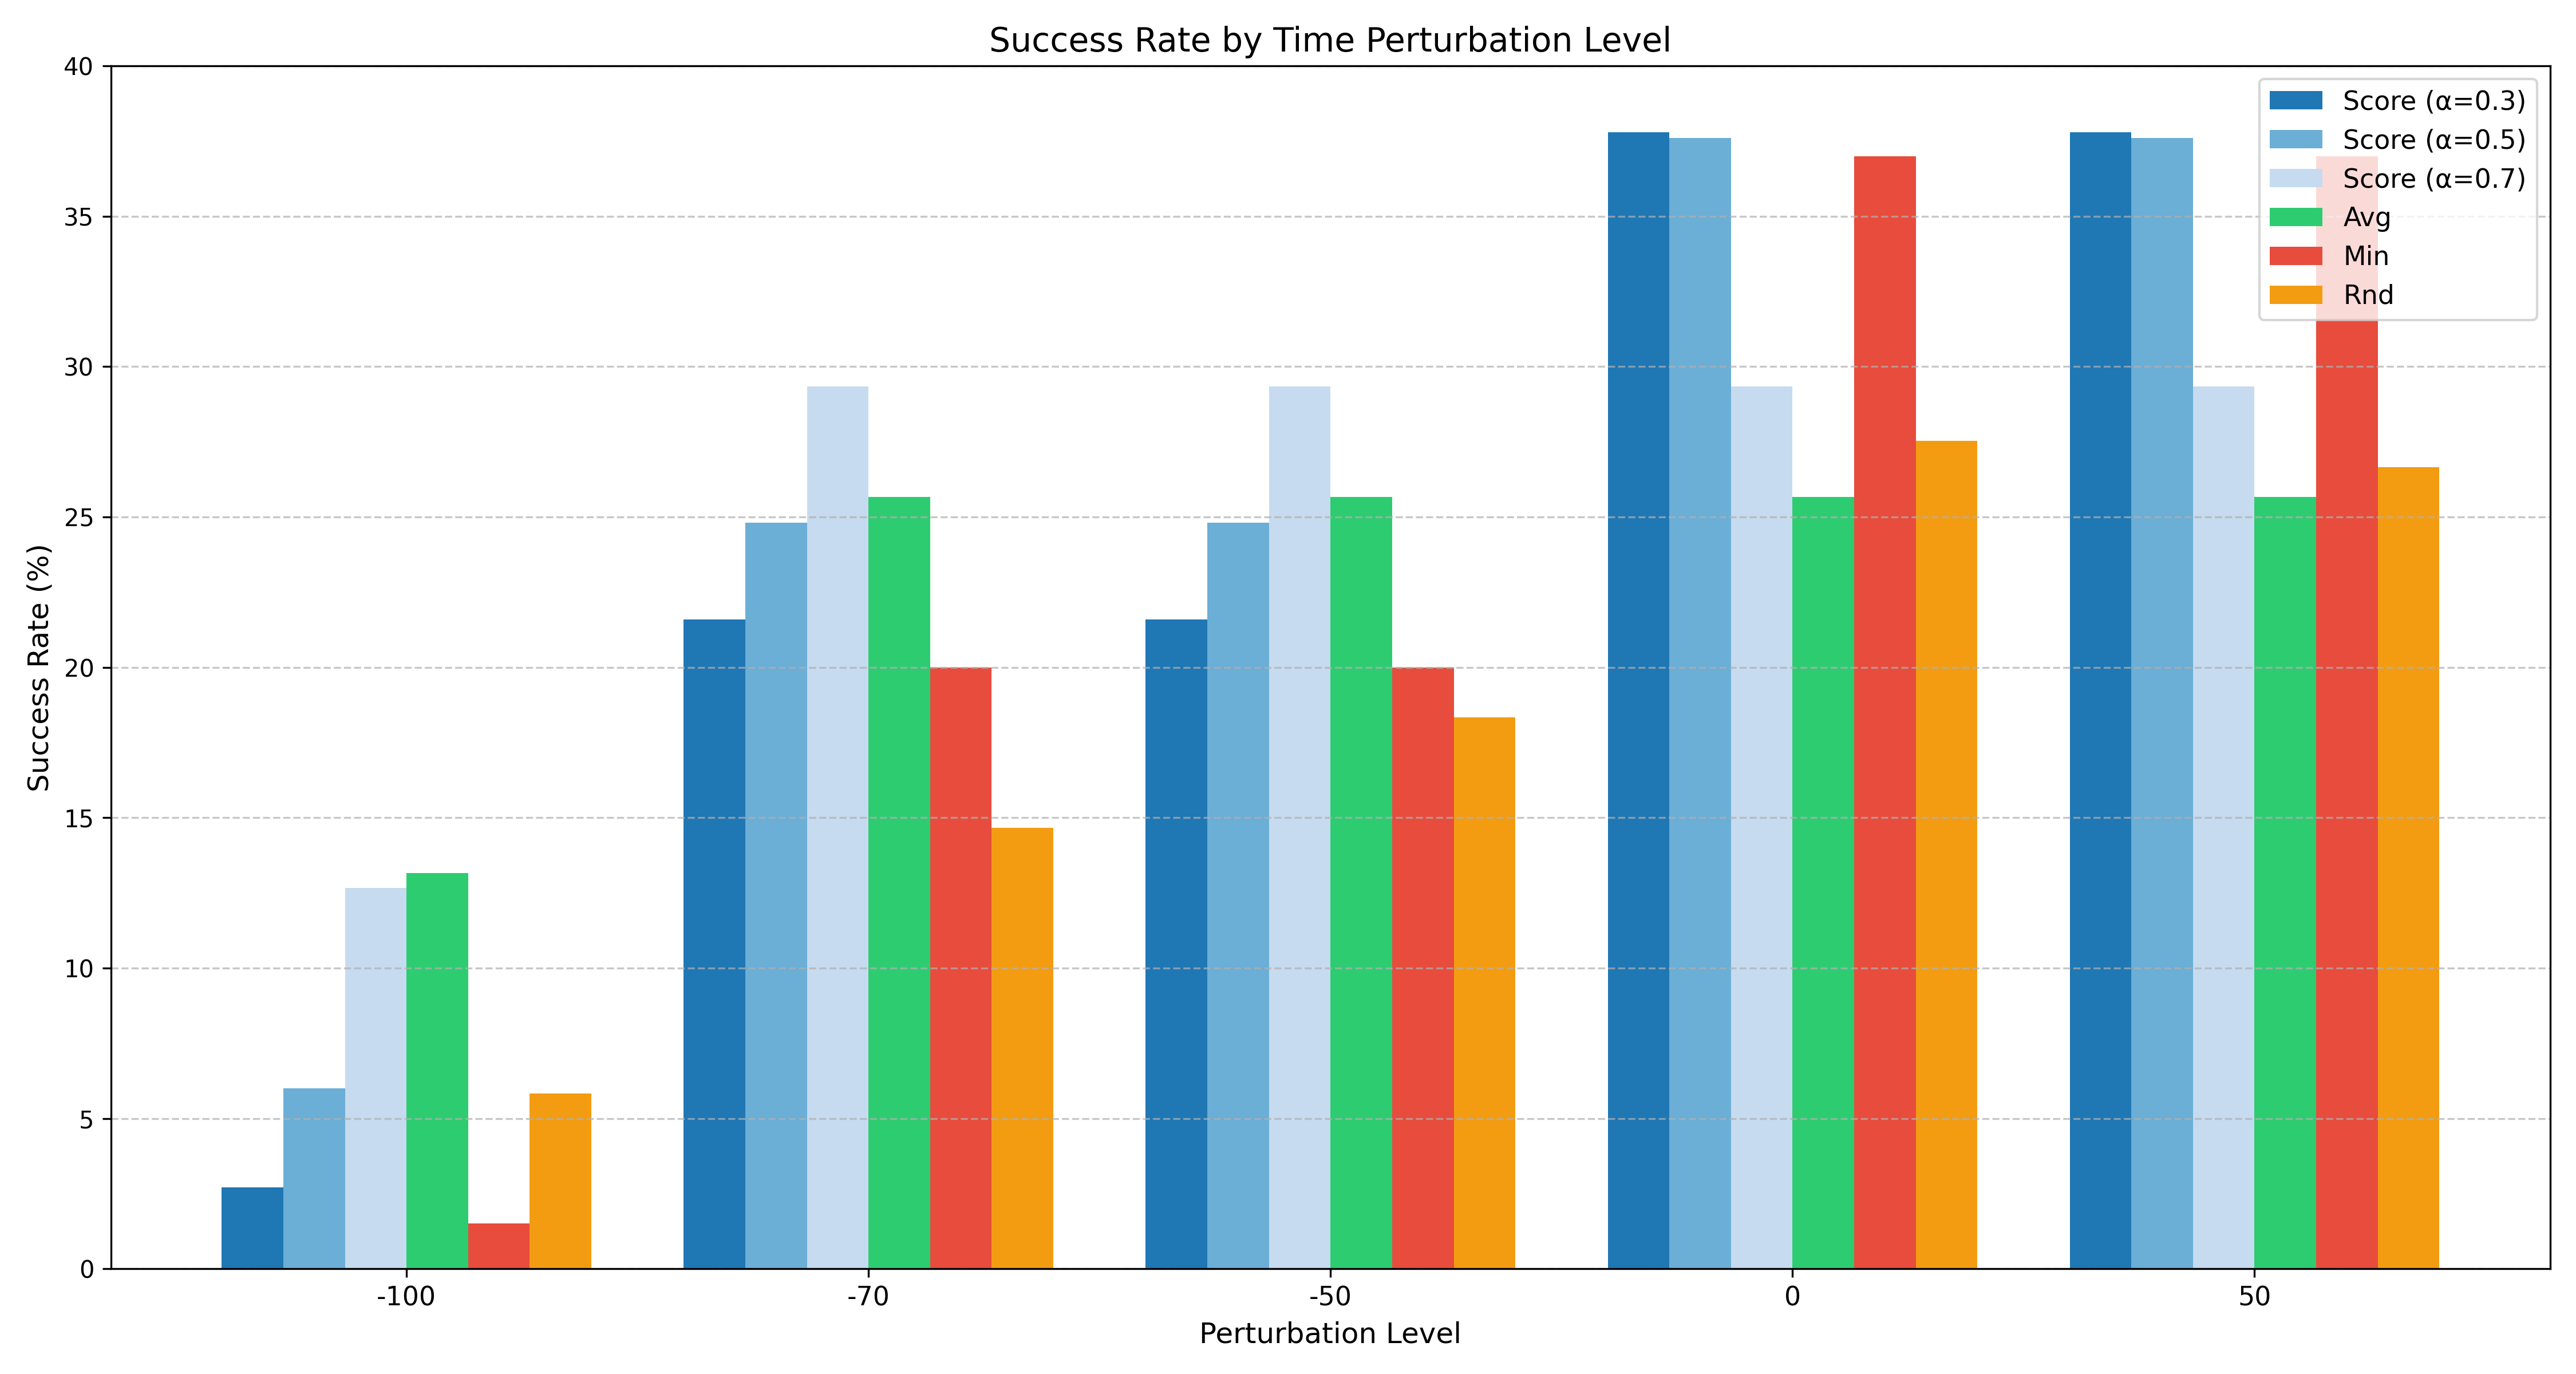 Success Rate by Time Perturbation Level
40
35
30
25
20
15
10
5
0
Success Rate (%)
Score (α=0.3)
Score (α=0.5)
Score (α=0.7)
Avg
Min
Rnd
-100
-70
-50
0
50
Perturbation Level